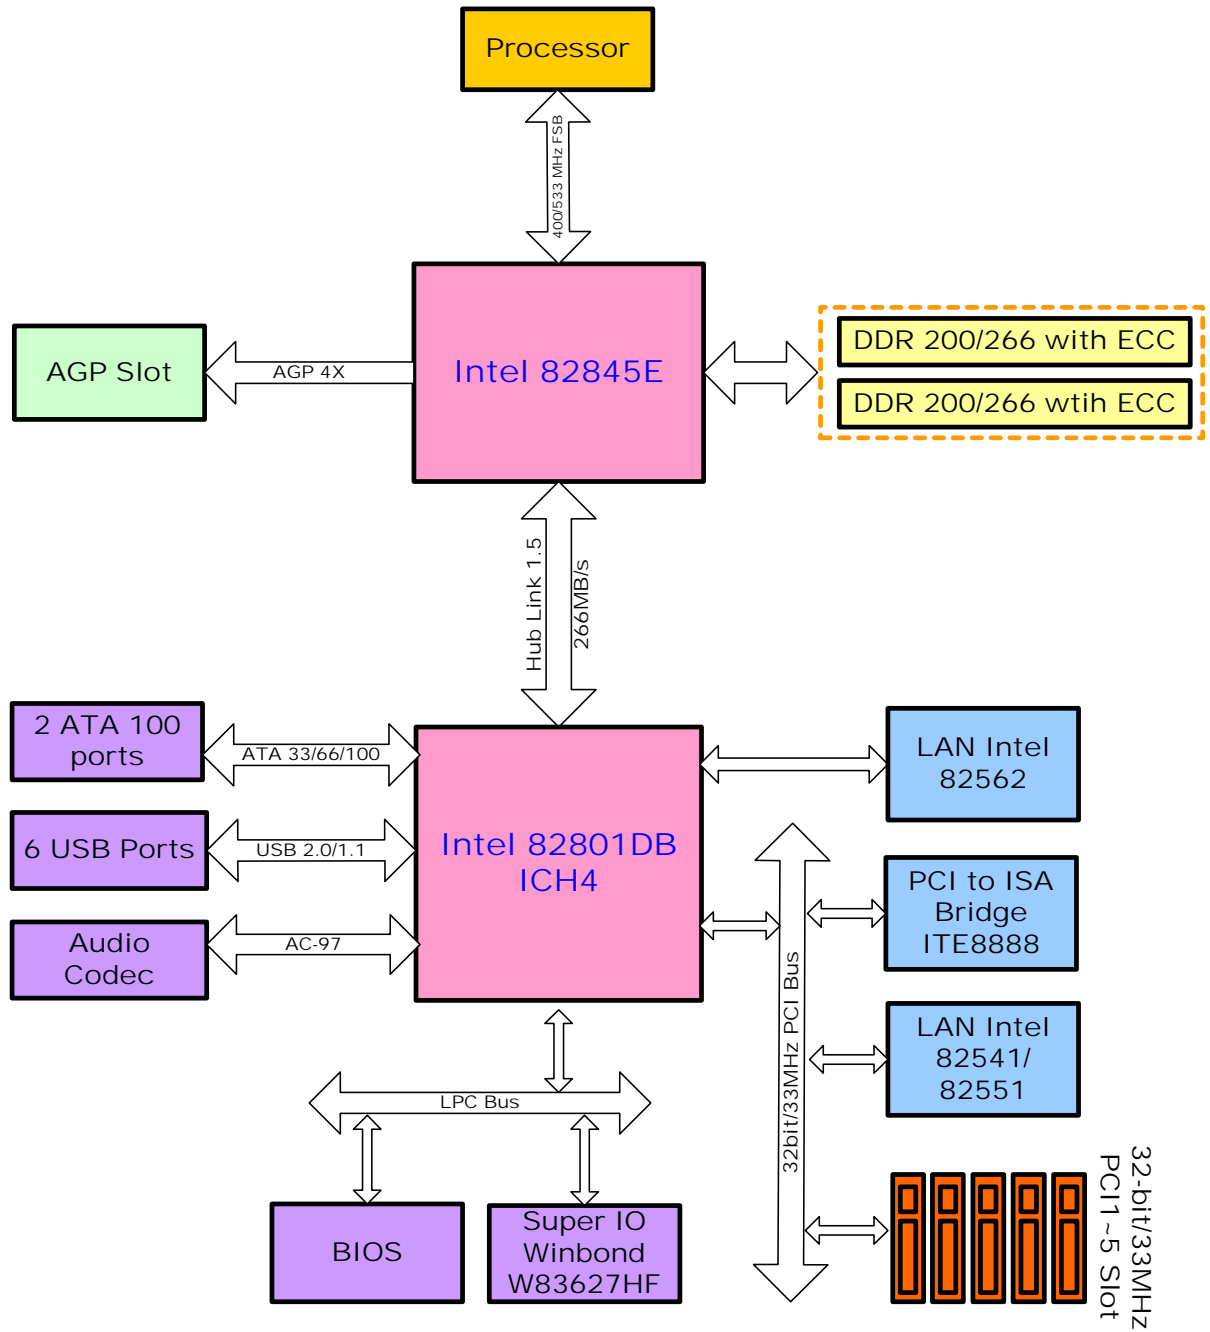 Processor
400/533 MHz FSB
AGP Slot
AGP 4X
Intel 82845E
DDR 200/266 with ECC
DDR 200/266 wtih ECC
Hub Link 1.5
266MB/s
2 ATA 100
ports
ATA 33/66/100
6 USB Ports
USB 2.0/1.1
Audio
Codec
AC-97
Intel 82801DB
ICH4
LAN Intel
82562
PCI to ISA
Bridge
ITE8888
LAN Intel
82541/
82551
32bit/33MHz PCI Bus
LPC Bus
BIOS
Super IO
Winbond
W83627HF
32-bit/33MHz
PCI1~5 Slot